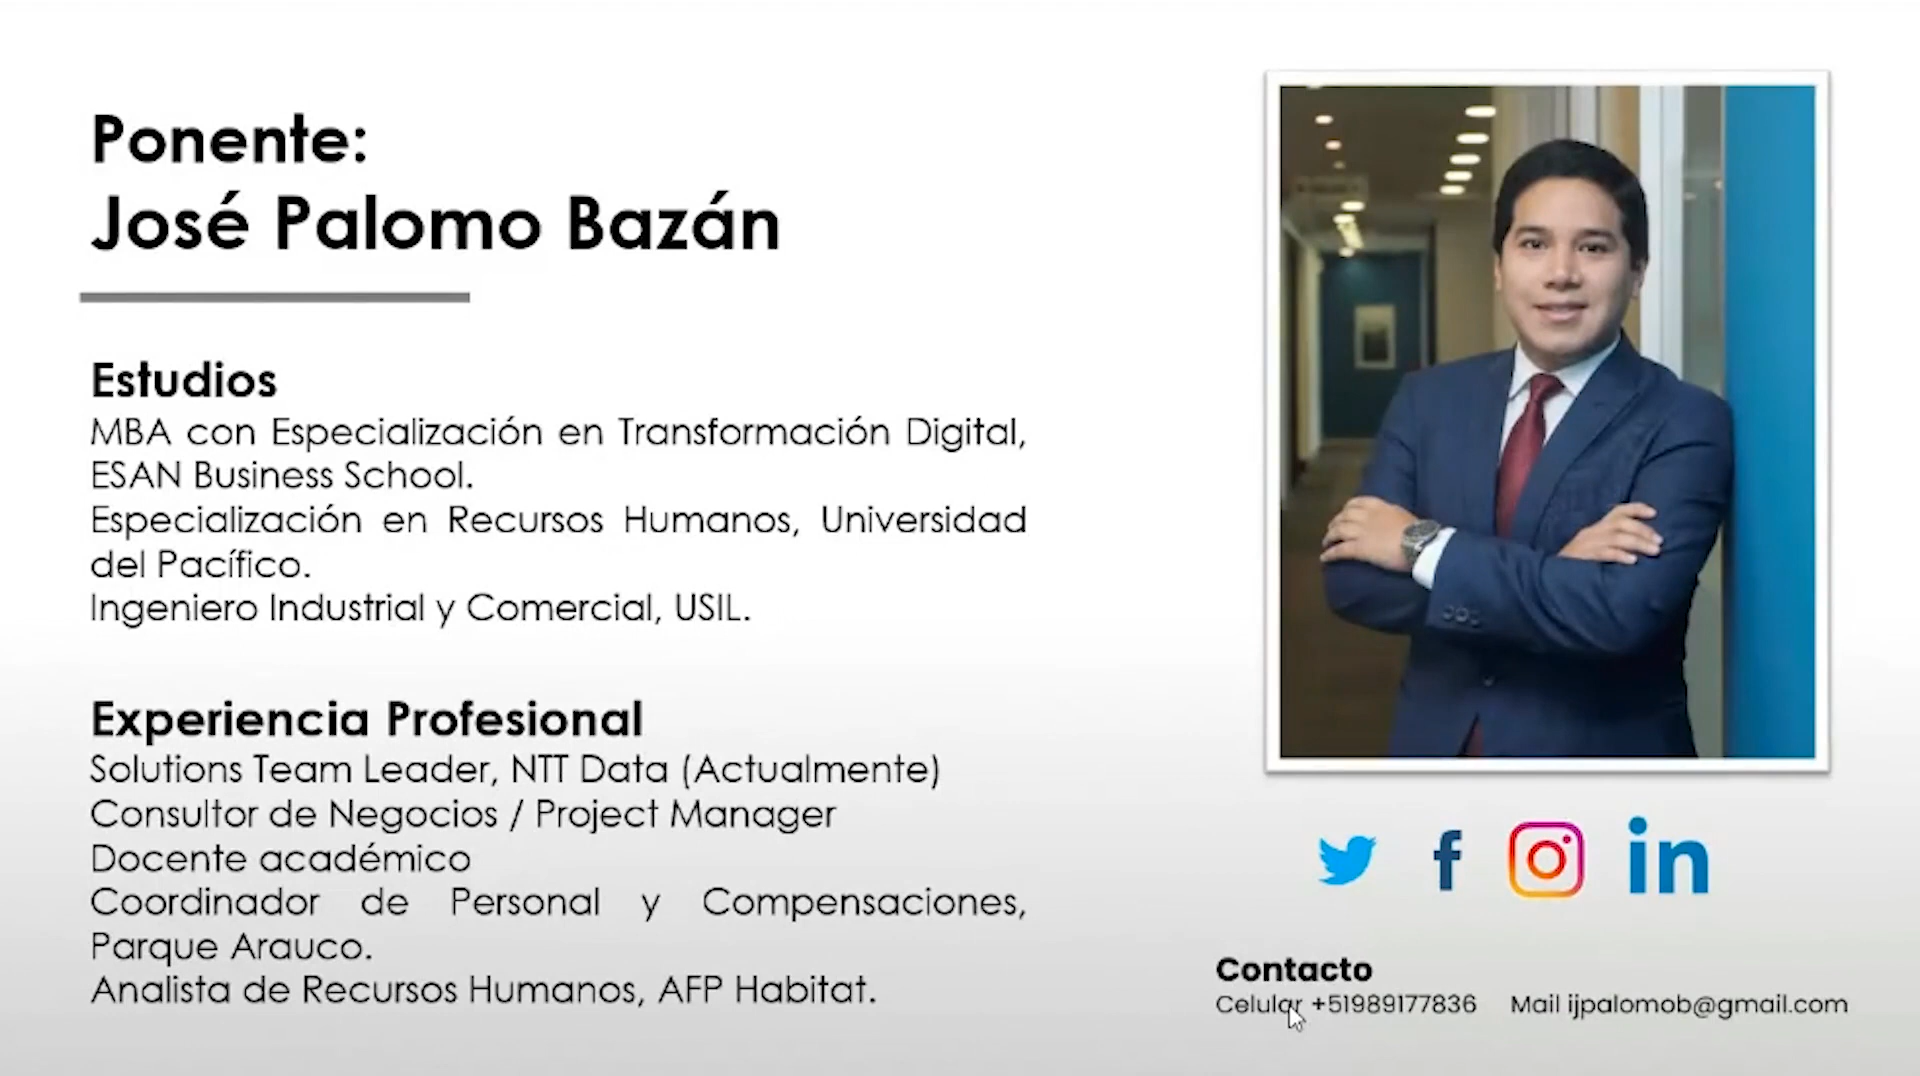 Ponente:
José Palomo Bazán
Estudios
MBA con Especialización en Transformación Digital,
ESAN Business School.
Especialización en Recursos Humanos, Universidad
del Pacífico.
Ingeniero Industrial y Comercial, USIL.
Experiencia Profesional
Solutions Team Leader, NTT Data (Actualmente)
Consultor de Negocios / Project Manager
Docente académico
Coordinador de Personal y Compensaciones,
Parque Arauco.
Analista de Recursos Humanos, AFP Habitat.
Contacto
Celular +51989177836 Mail ijpalomob@gmail.com